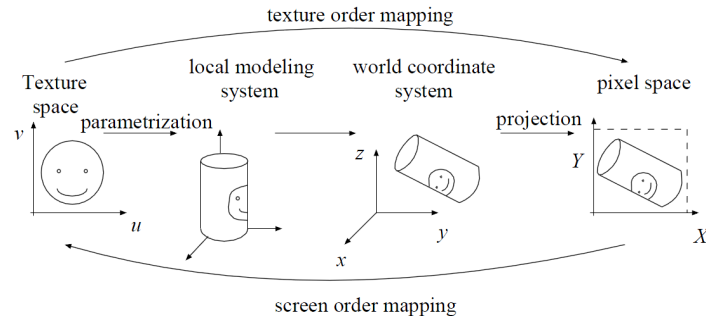 texture order mapping
Texture
space
local modeling
system
world coordinate
system
pixel space
parametrization
projection
v
u
z
y
x
Y
X
screen order mapping